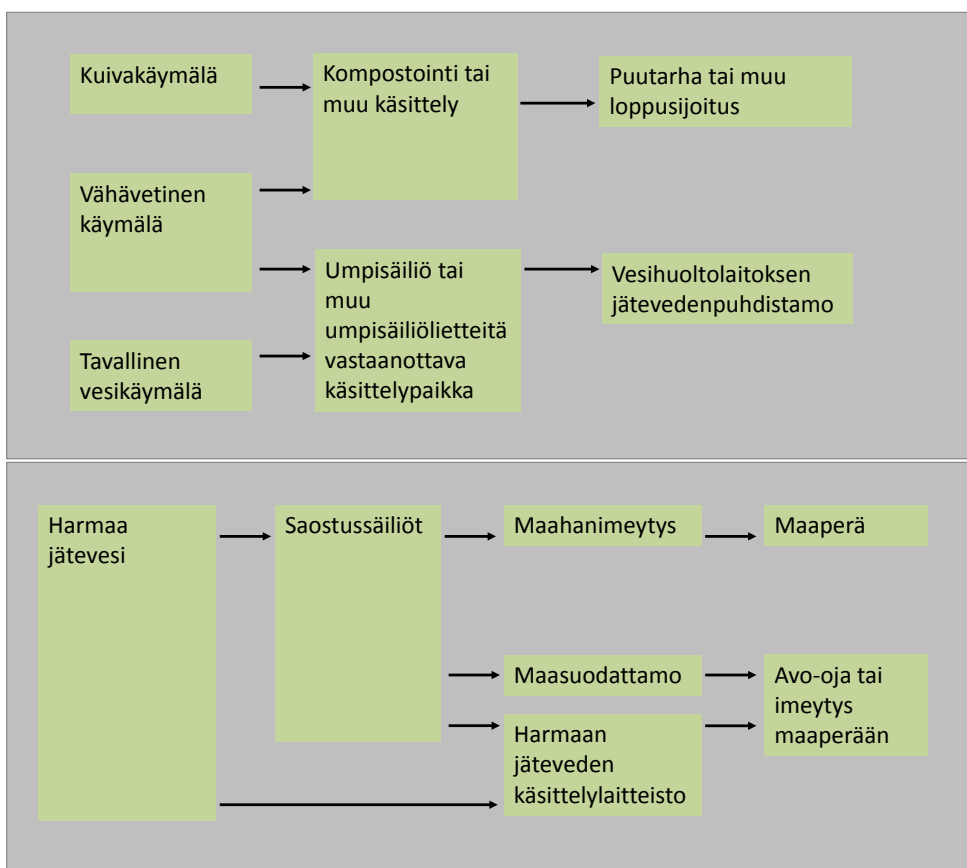 Kuivakäymälä
Kompostointi tai
muu käsittely
Puutarha tai muu
loppusijoitus
Vähävetinen
käymälä
Umpisäiliö tai
muu
umpisäiliölietteitä
vastaanottava
käsittelypaikka
Vesihuoltolaitoksen
jätevedenpuhdistamo
Tavallinen
vesikäymälä
Harmaa
jätevesi
Saostussäiliöt
Maahanimeytys
Maaperä
Maasuodattamo
Avo-oja tai
imeytys
maaperään
Harmaan
jäteveden
käsittelylaitteisto